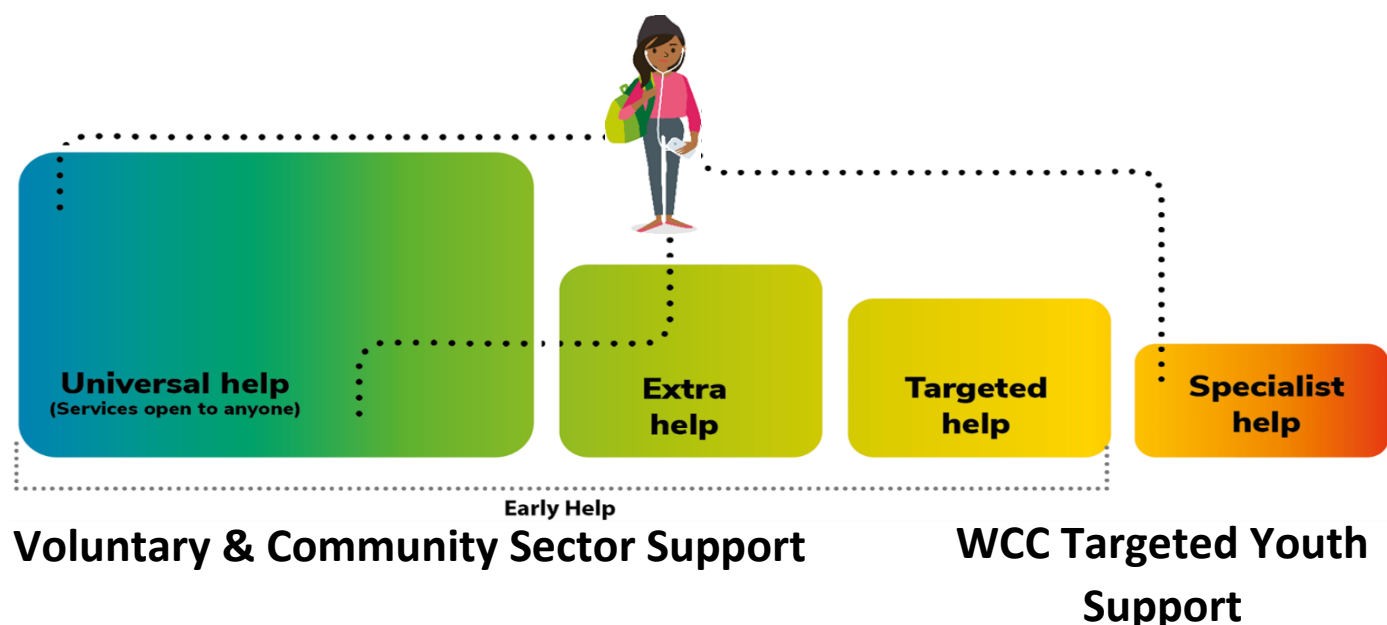 Universal help
(Services open to anyone)
Extra
help
Targeted
help
Specialist
help
Early Help
Voluntary & Community Sector Support
WCC Targeted Youth
Support